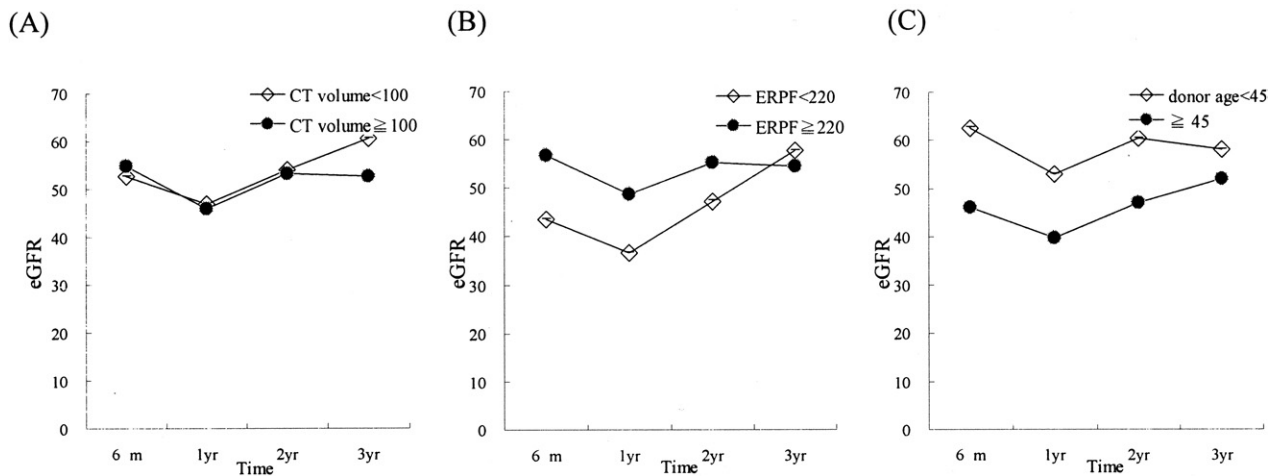 (A)
CT volume<100
CT volume≧100
70
60
50
40
30
20
10
0
eGFR
6 m
1yr
2yr
3yr
Time
(B)
ERPF<220
ERPF≧220
70
60
50
40
30
20
10
0
eGFR
6 m
1yr
2yr
3yr
Time
(C)
donor age<45
≧ 45
70
60
50
40
30
20
10
0
eGFR
6 m
1yr
2yr
3yr
Time